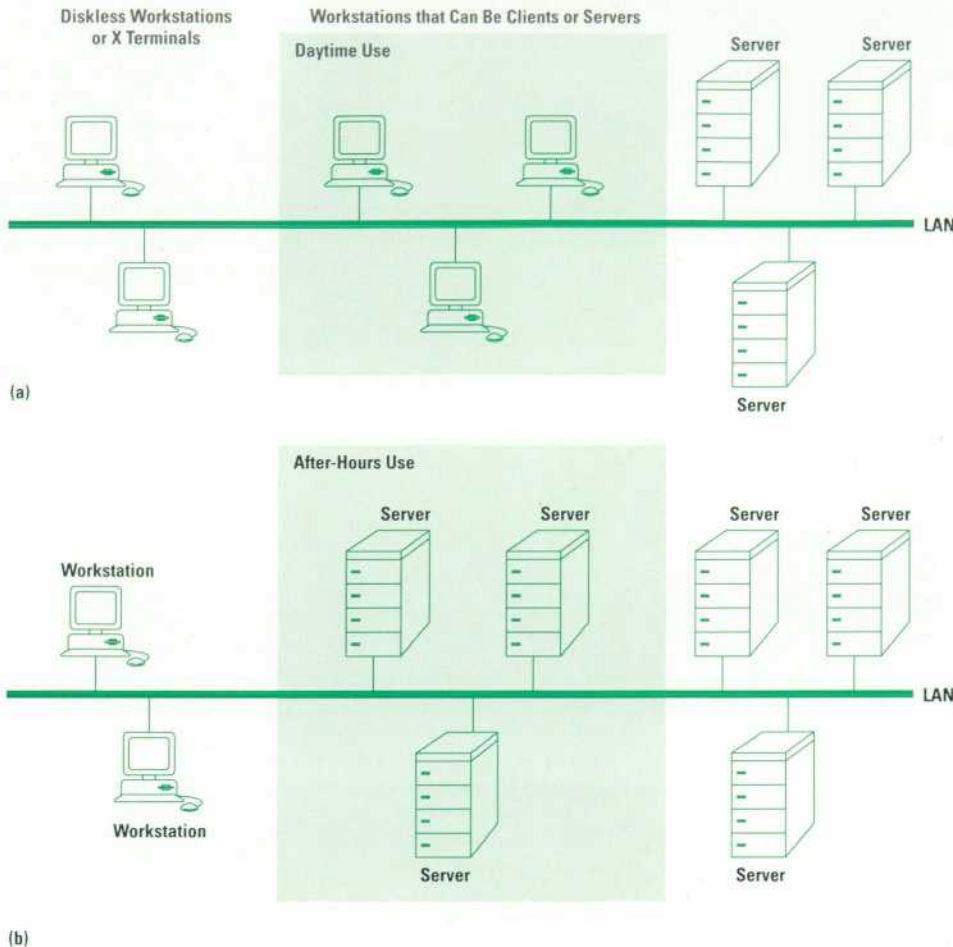 Diskless Workstations
or X Terminals
Workstations that Can Be Clients or Servers
Daytime Use
Server
Server
LAN
Server
(a)
After-Hours Use
Server
Server
Server
Server
Workstation
LAN
Workstation
Server
Server
(b)